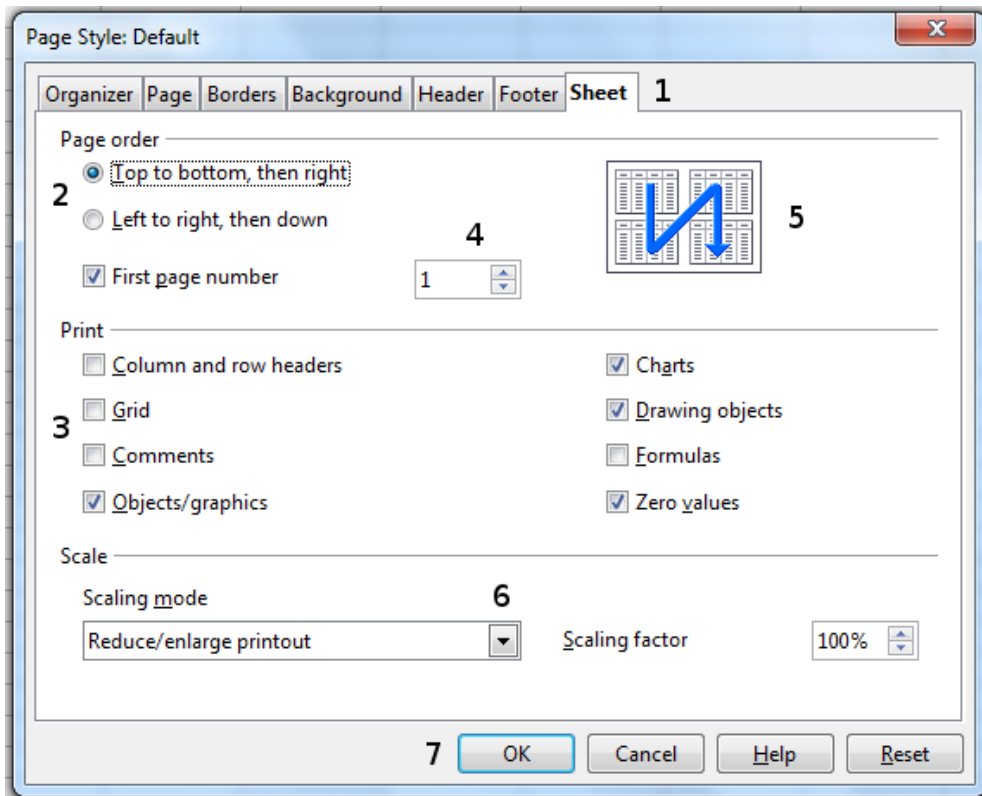 Page Style: Default
Organizer Page Borders Background Header Footer Sheet 1
Page order
2 Top to bottom, then right
Left to right, then down
4
5
First page number 1
Print
Column and row headers Charts
3 Grid Drawing objects
Comments Formulas
Objects/graphics Zero values
Scale
Scaling mode 6
Reduce/enlarge printout Scaling factor 100%
7 OK Cancel Help Reset